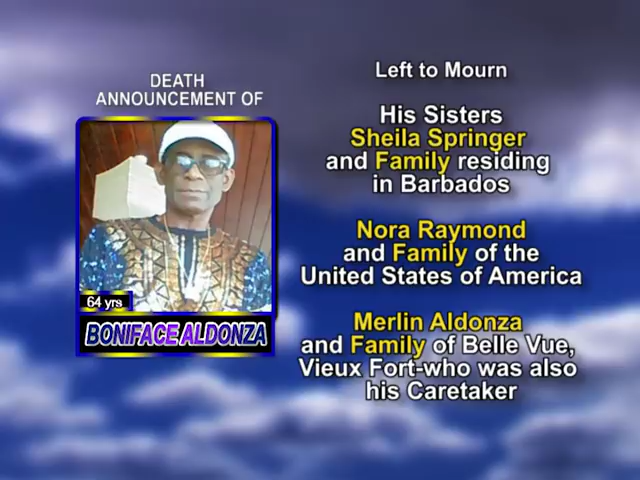 DEATH
ANNOUNCEMENT OF
64 yrs
BONIFACE ALDONZA
Left to Mourn
His Sisters
Sheila Springer
and Family residing
in Barbados
Nora Raymond
and Family of the
United States of America
Merlin Aldonza
and Family of Belle Vue,
Vieux Fort-who was also
his Caretaker